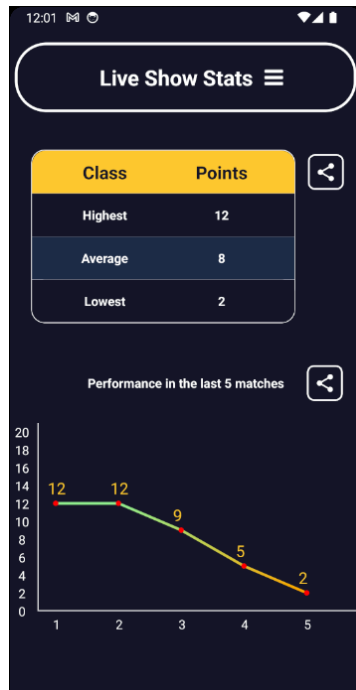 12:01
Live Show Stats
Class Points
Highest 12
Average 8
Lowest 2
Performance in the last 5 matches
20
18
16
14
12
10
8
6
4
2
0
12 12 9 5 2
1 2 3 4 5